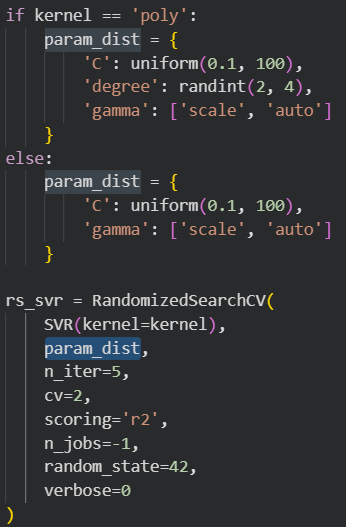 if kernel == 'poly':
    param_dist = {
        'C': uniform(0.1, 100),
        'degree': randint(2, 4),
        'gamma': ['scale', 'auto']
    }
else:
    param_dist = {
        'C': uniform(0.1, 100),
        'gamma': ['scale', 'auto']
    }
rs_svr = RandomizedSearchCV(
    SVR(kernel=kernel),
    param_dist,
    n_iter=5,
    cv=2,
    scoring='r2',
    n_jobs=-1,
    random_state=42,
    verbose=0
)